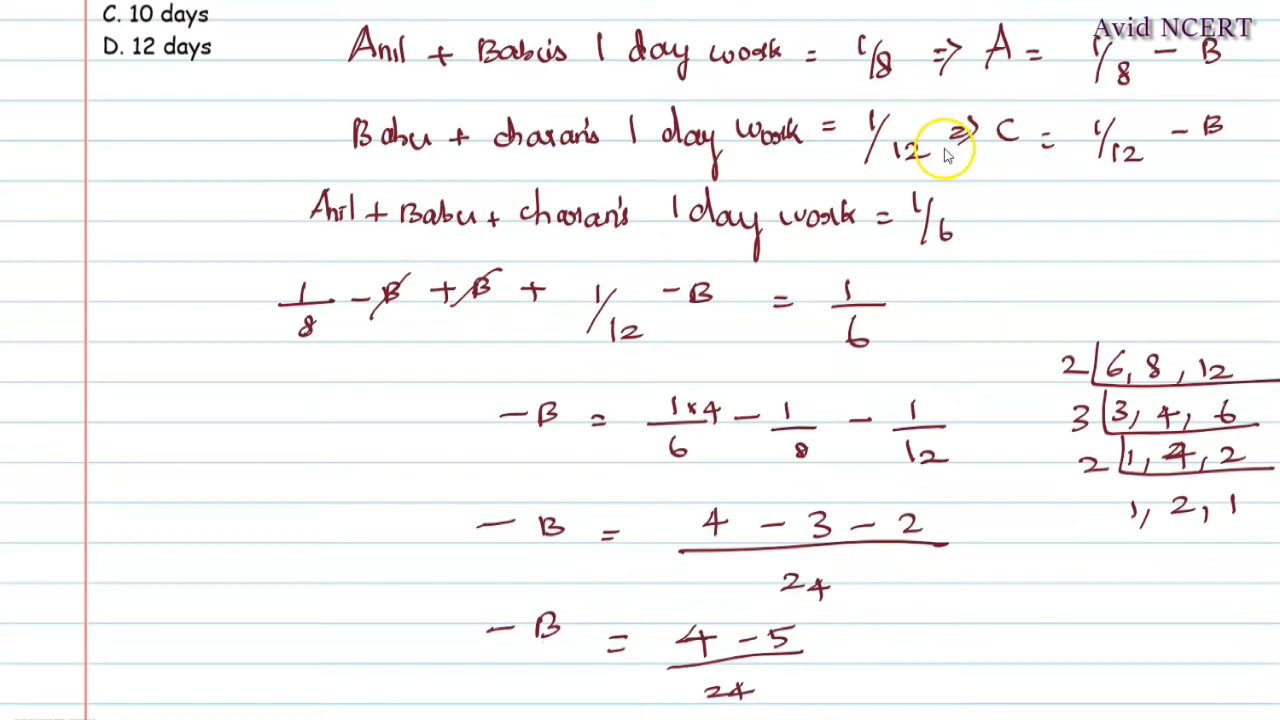 C. 10 days
D. 12 days
Avid NCERT
Anil + Babu's 1 day work = 1/8 => A = 1/8 - B
Babu + charan's 1 day work = 1/12 => C = 1/12 - B
Anil + Babu + charan's 1 day work = 1/6
1/8 - B + B + 1/12 - B = 1/6
2 | 6, 8, 12
3 | 3, 4, 6
- B = 1×4/6 - 1/8 - 1/12
2 | 1, 4, 2
1, 2, 1
- B = 4 - 3 - 2 / 24
- B = 4 - 5 / 24